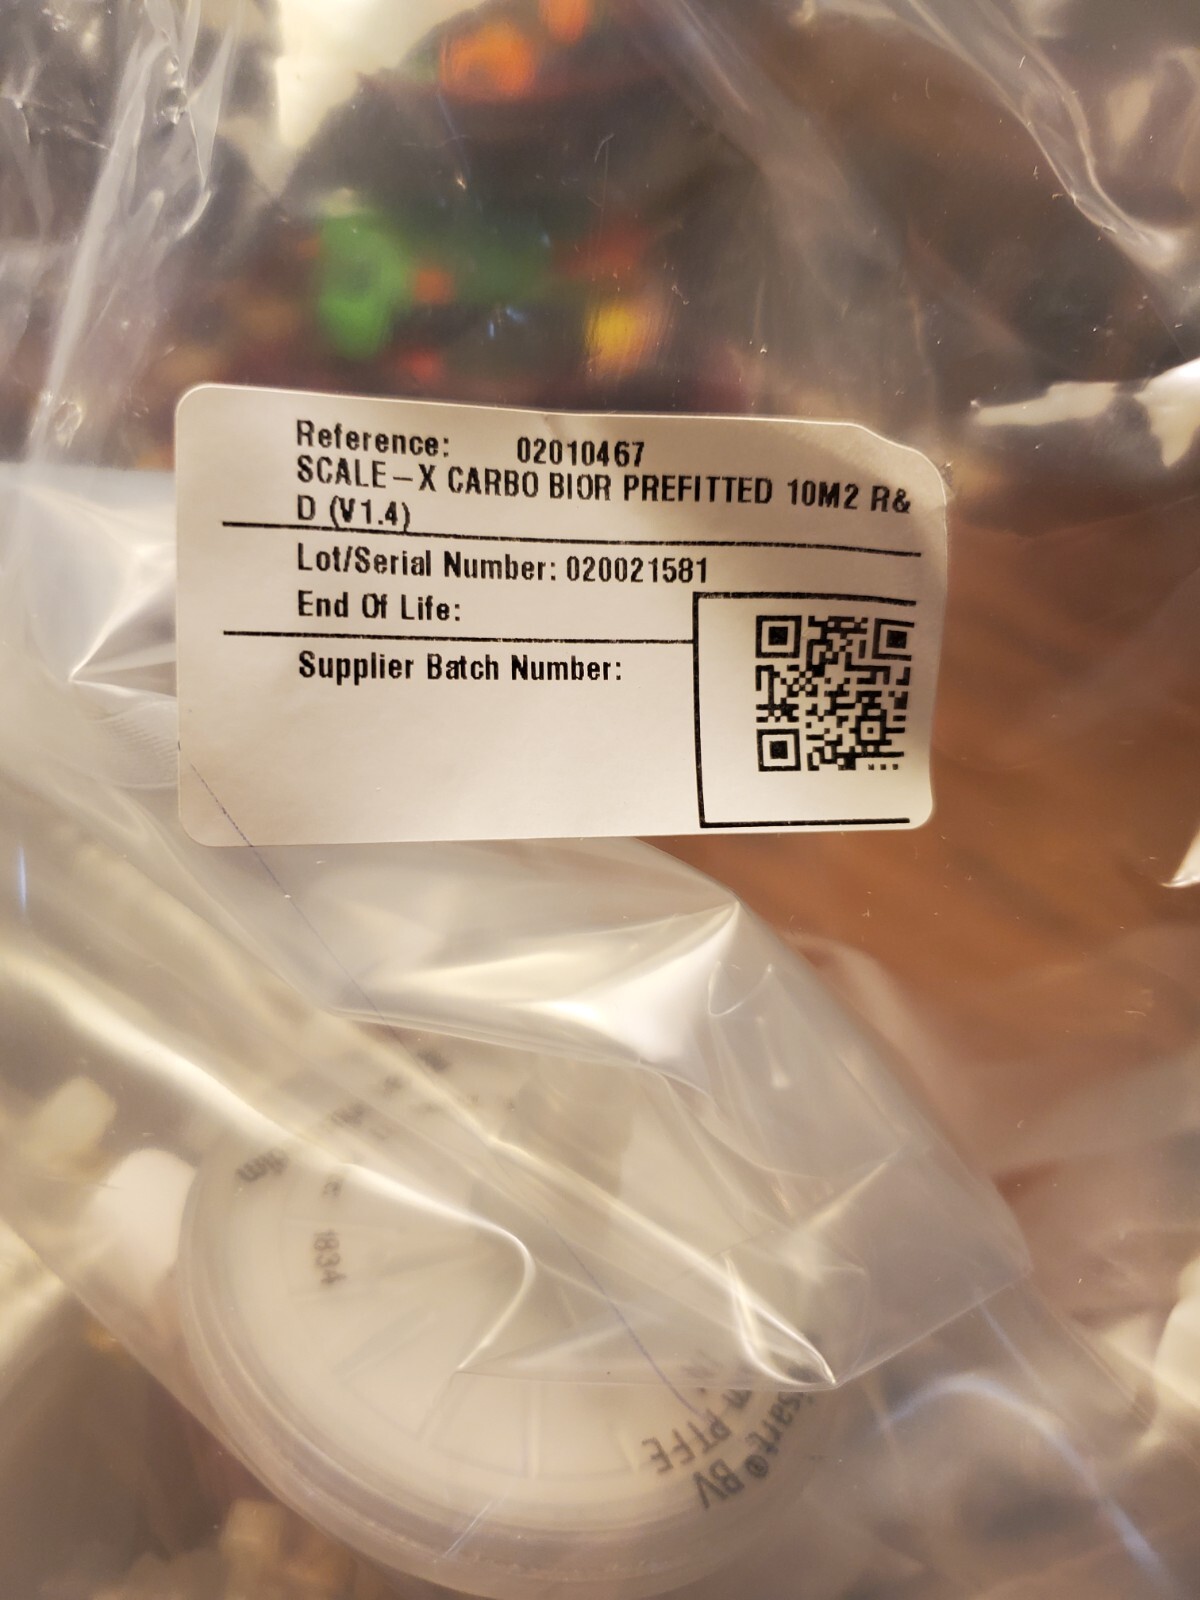 Reference: 02010467
SCALE-X CARBO BIOR PREFITTED 10M2 R&
D (V1.4)
Lot/Serial Number: 020021581
End Of Life:
Supplier Batch Number:
1834
PTFE
BV